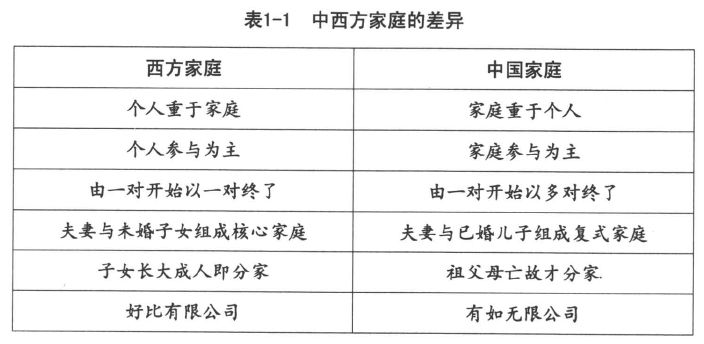 表1-1 中西方家庭的差异
西方家庭 中国家庭
个人重于家庭 家庭重于个人
个人参与为主 家庭参与为主
由一对开始以一对终了 由一对开始以多对终了
夫妻与未婚子女组成核心家庭 夫妻与已婚儿子组成复式家庭
子女长大成人即分家 祖父母亡故才分家
好比有限公司 有如无限公司